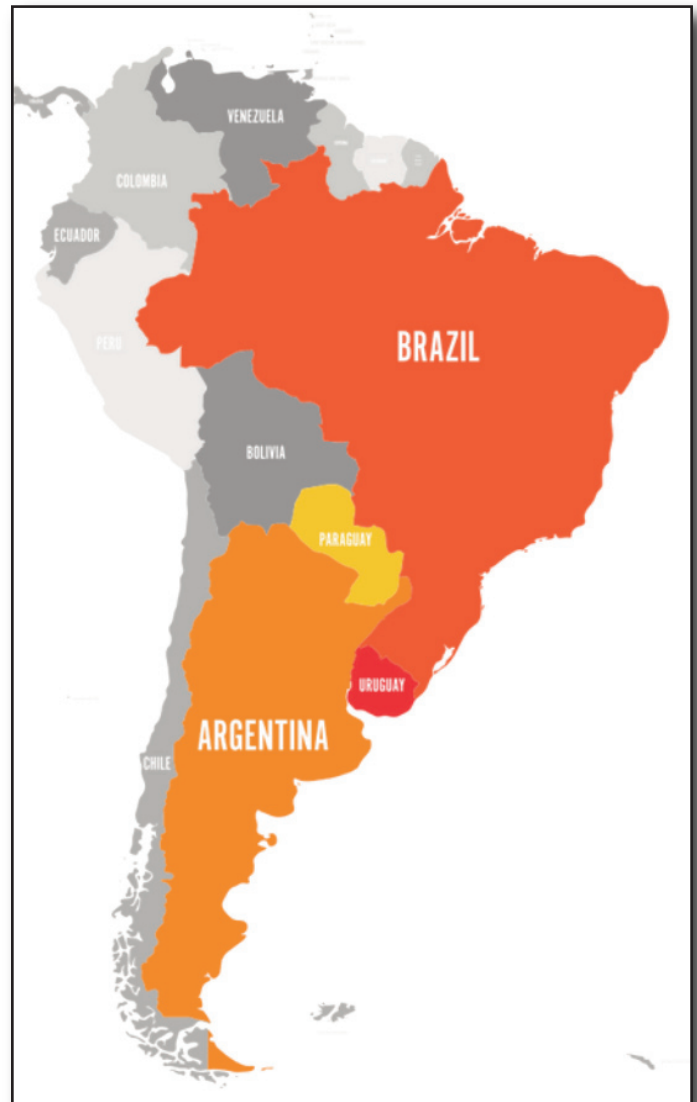 VENEZUELA
COLOMBIA
ECUADOR
PERU
BRAZIL
BOLIVIA
PARAGUAY
URUGUAY
ARGENTINA
CHILE